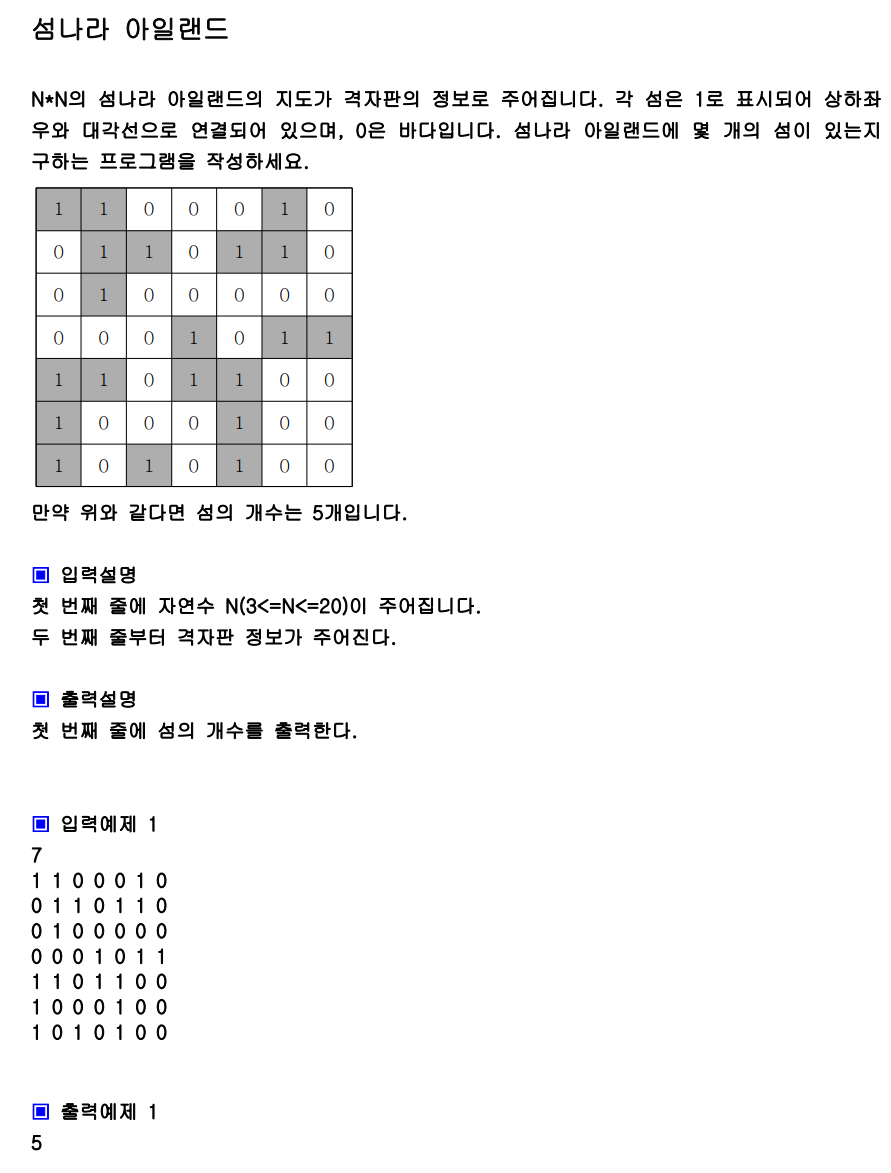 섬나라 아일랜드
N*N의 섬나라 아일랜드의 지도가 격자판의 정보로 주어집니다. 각 섬은 1로 표시되어 상하좌
우와 대각선으로 연결되어 있으며, 0은 바다입니다. 섬나라 아일랜드에 몇 개의 섬이 있는지
구하는 프로그램을 작성하세요.
1 1 0 0 0 1 0
0 1 1 0 1 1 0
0 1 0 0 0 0 0
0 0 0 1 0 1 1
1 1 0 1 1 0 0
1 0 0 0 1 0 0
1 0 1 0 1 0 0
만약 위와 같다면 섬의 개수는 5개입니다.
▣ 입력설명
첫 번째 줄에 자연수 N(3<=N<=20)이 주어집니다.
두 번째 줄부터 격자판 정보가 주어진다.
▣ 출력설명
첫 번째 줄에 섬의 개수를 출력한다.
▣ 입력예제 1
7
1 1 0 0 0 1 0
0 1 1 0 1 1 0
0 1 0 0 0 0 0
0 0 0 1 0 1 1
1 1 0 1 1 0 0
1 0 0 0 1 0 0
1 0 1 0 1 0 0
▣ 출력예제 1
5